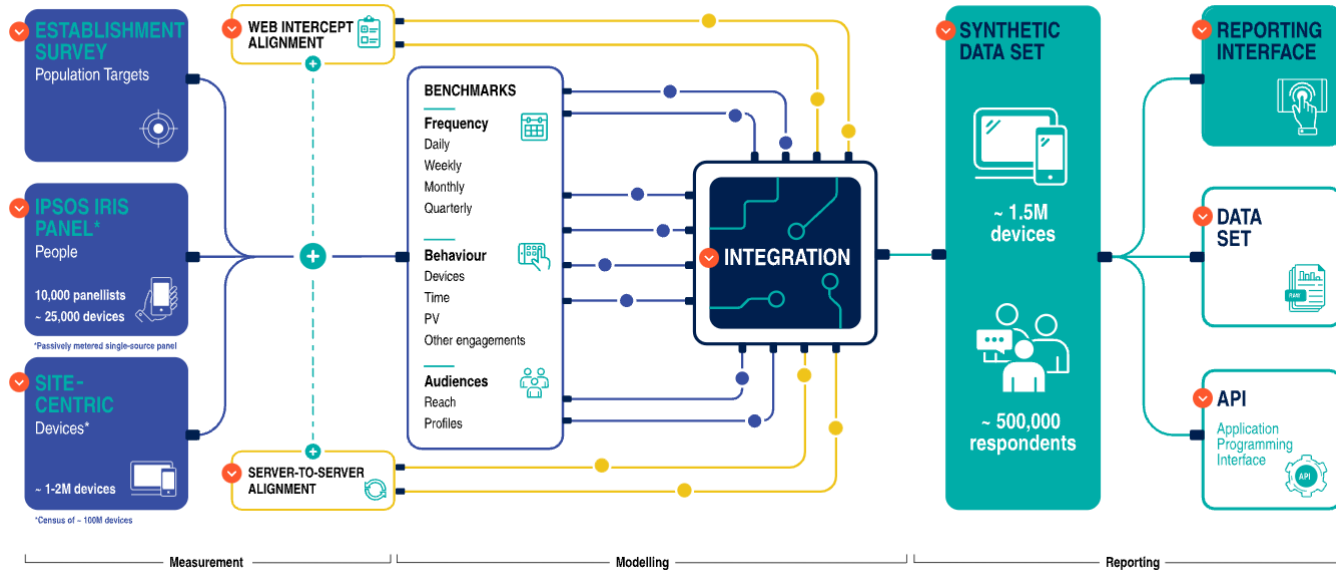 ESTABLISHMENT
SURVEY
Population Targets
IPSOS IRIS
PANEL*
People
10,000 panellists
~ 25,000 devices
*Passively metered single-source panel
SITE-
CENTRIC
Devices*
~ 1-2M devices
*Census of ~ 100M devices
WEB INTERCEPT
ALIGNMENT
SERVER-TO-SERVER
ALIGNMENT
BENCHMARKS
Frequency
Daily
Weekly
Monthly
Quarterly
Behaviour
Devices
Time
PV
Other engagements
Audiences
Reach
Profiles
INTEGRATION
SYNTHETIC
DATA SET
~ 1.5M
devices
~ 500,000
respondents
REPORTING
INTERFACE
DATA
SET
RAW
API
Application
Programming
Interface
API
Measurement
Modelling
Reporting